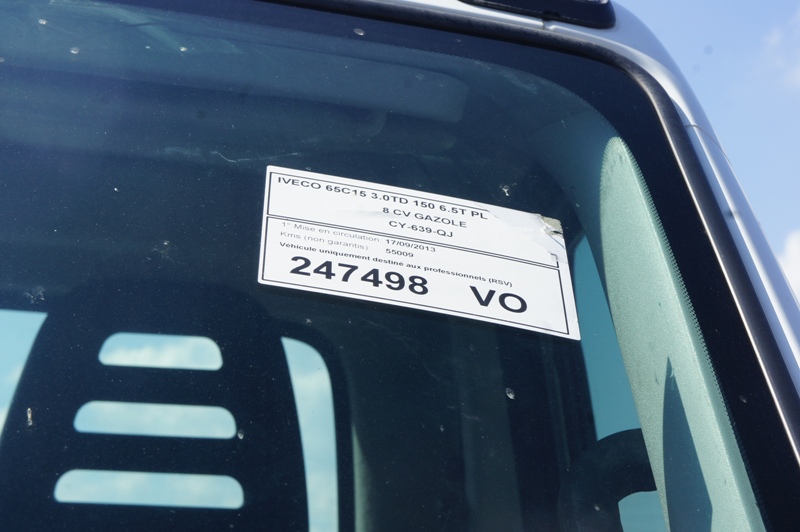 IVECO 65C15 3.0TD 150 6.5T PL
8 CV GAZOLE
CY-639-QJ
1° Mise en circulation 17/09/2013
Kms (non garantis) 55009
Véhicule uniquement destiné aux professionnels (RSV)
247498 VO